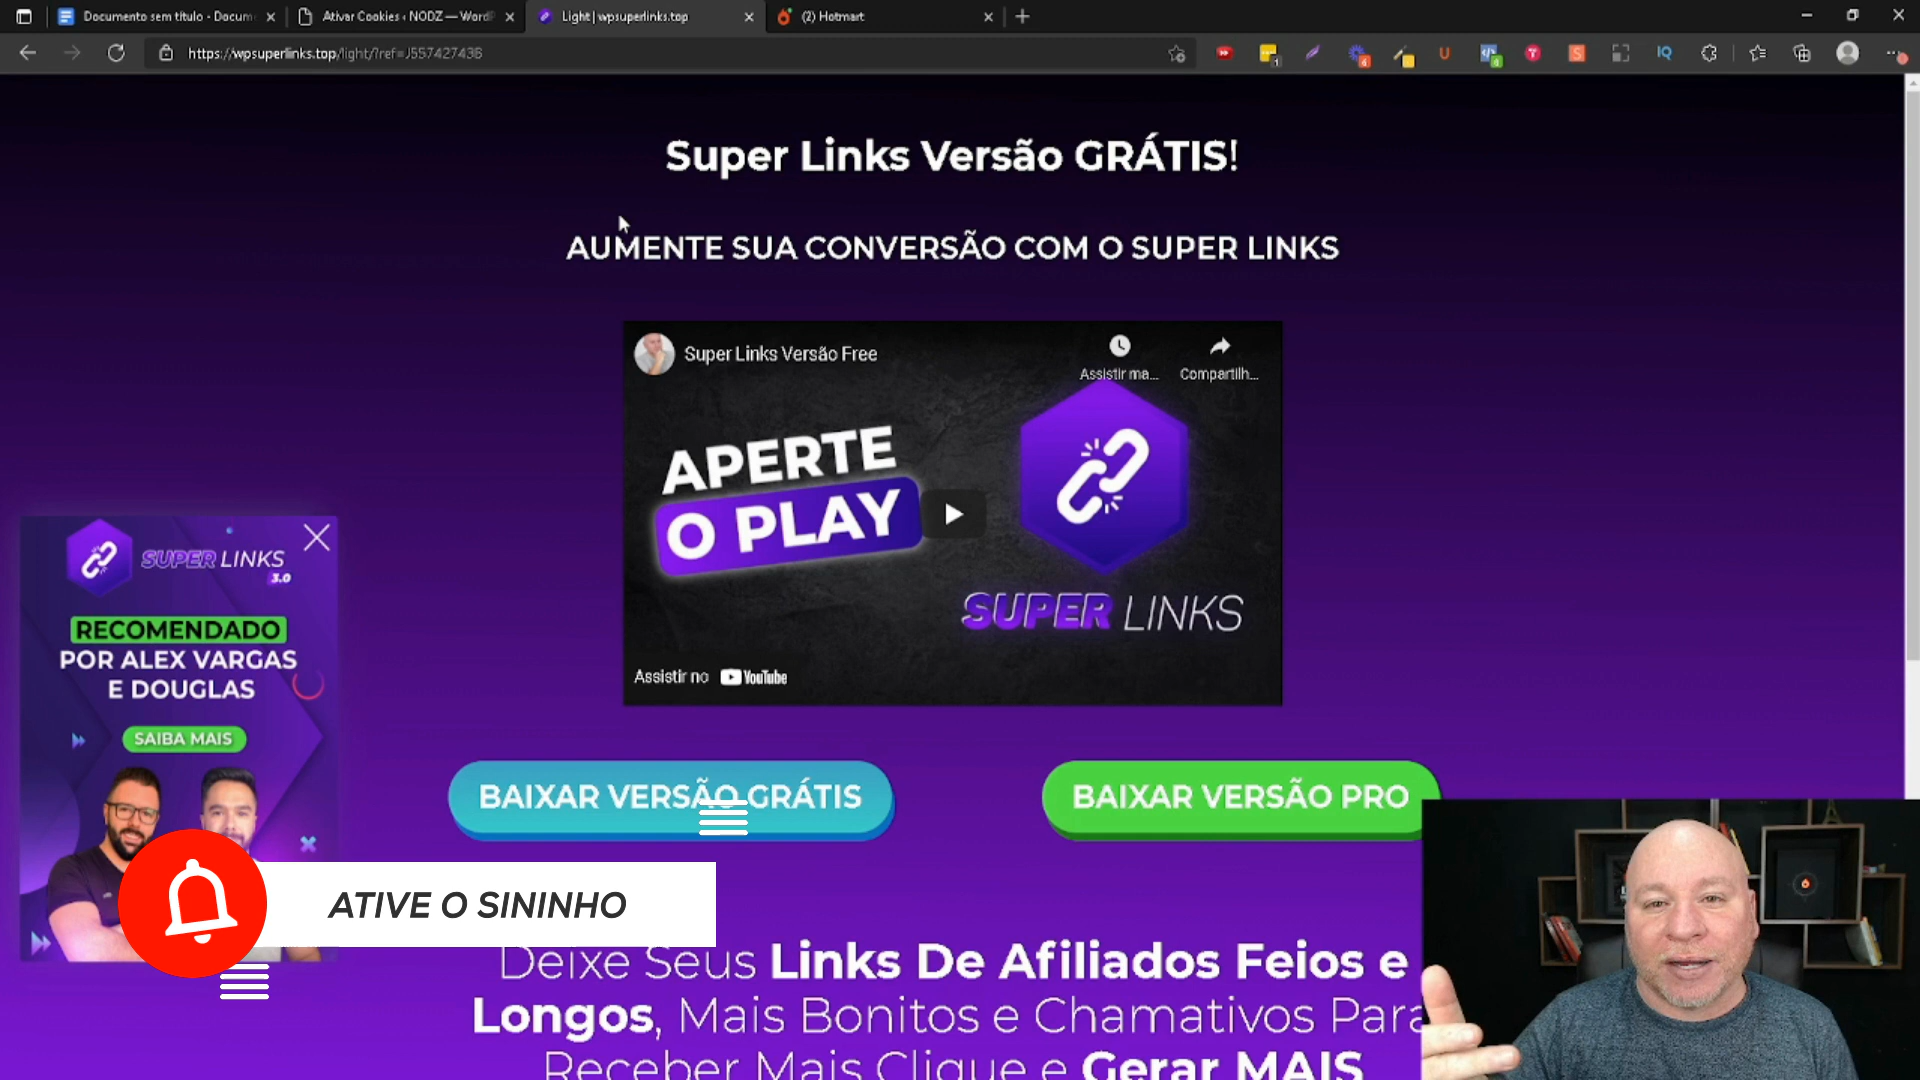 Documento sem título - Docum
Ativar Cookies ‹ NODZ — WordP
Light | wpsuperlinks.top
(2) Hotmart
https://wpsuperlinks.top/light/?ref=J557427436
Super Links Versão GRÁTIS!
AUMENTE SUA CONVERSÃO COM O SUPER LINKS
Super Links Versão Free
Assistir ma...
Compartilh...
APERTE
O PLAY
SUPER LINKS
Assistir no YouTube
SUPER LINKS
3.0
RECOMENDADO
POR ALEX VARGAS
E DOUGLAS
SAIBA MAIS
BAIXAR VERSÃO GRÁTIS
BAIXAR VERSÃO PRO
ATIVE O SININHO
Deixe Seus Links De Afiliados Feios e
Longos, Mais Bonitos e Chamativos Para
Receber Mais Clique e Gerar MAIS